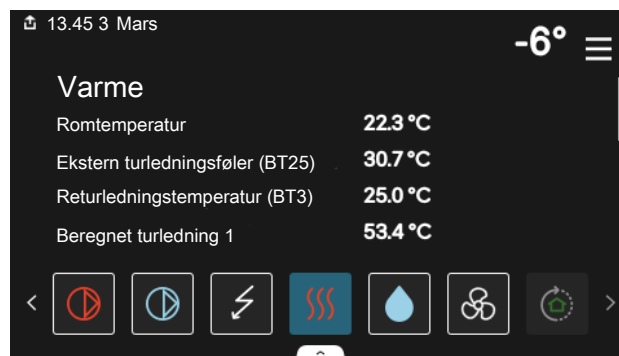 13.45 3 Mars
-6°
Varme
Romtemperatur 22.3 °C
Ekstern turledningsføler (BT25) 30.7 °C
Returledningstemperatur (BT3) 25.0 °C
Beregnet turledning 1 53.4 °C